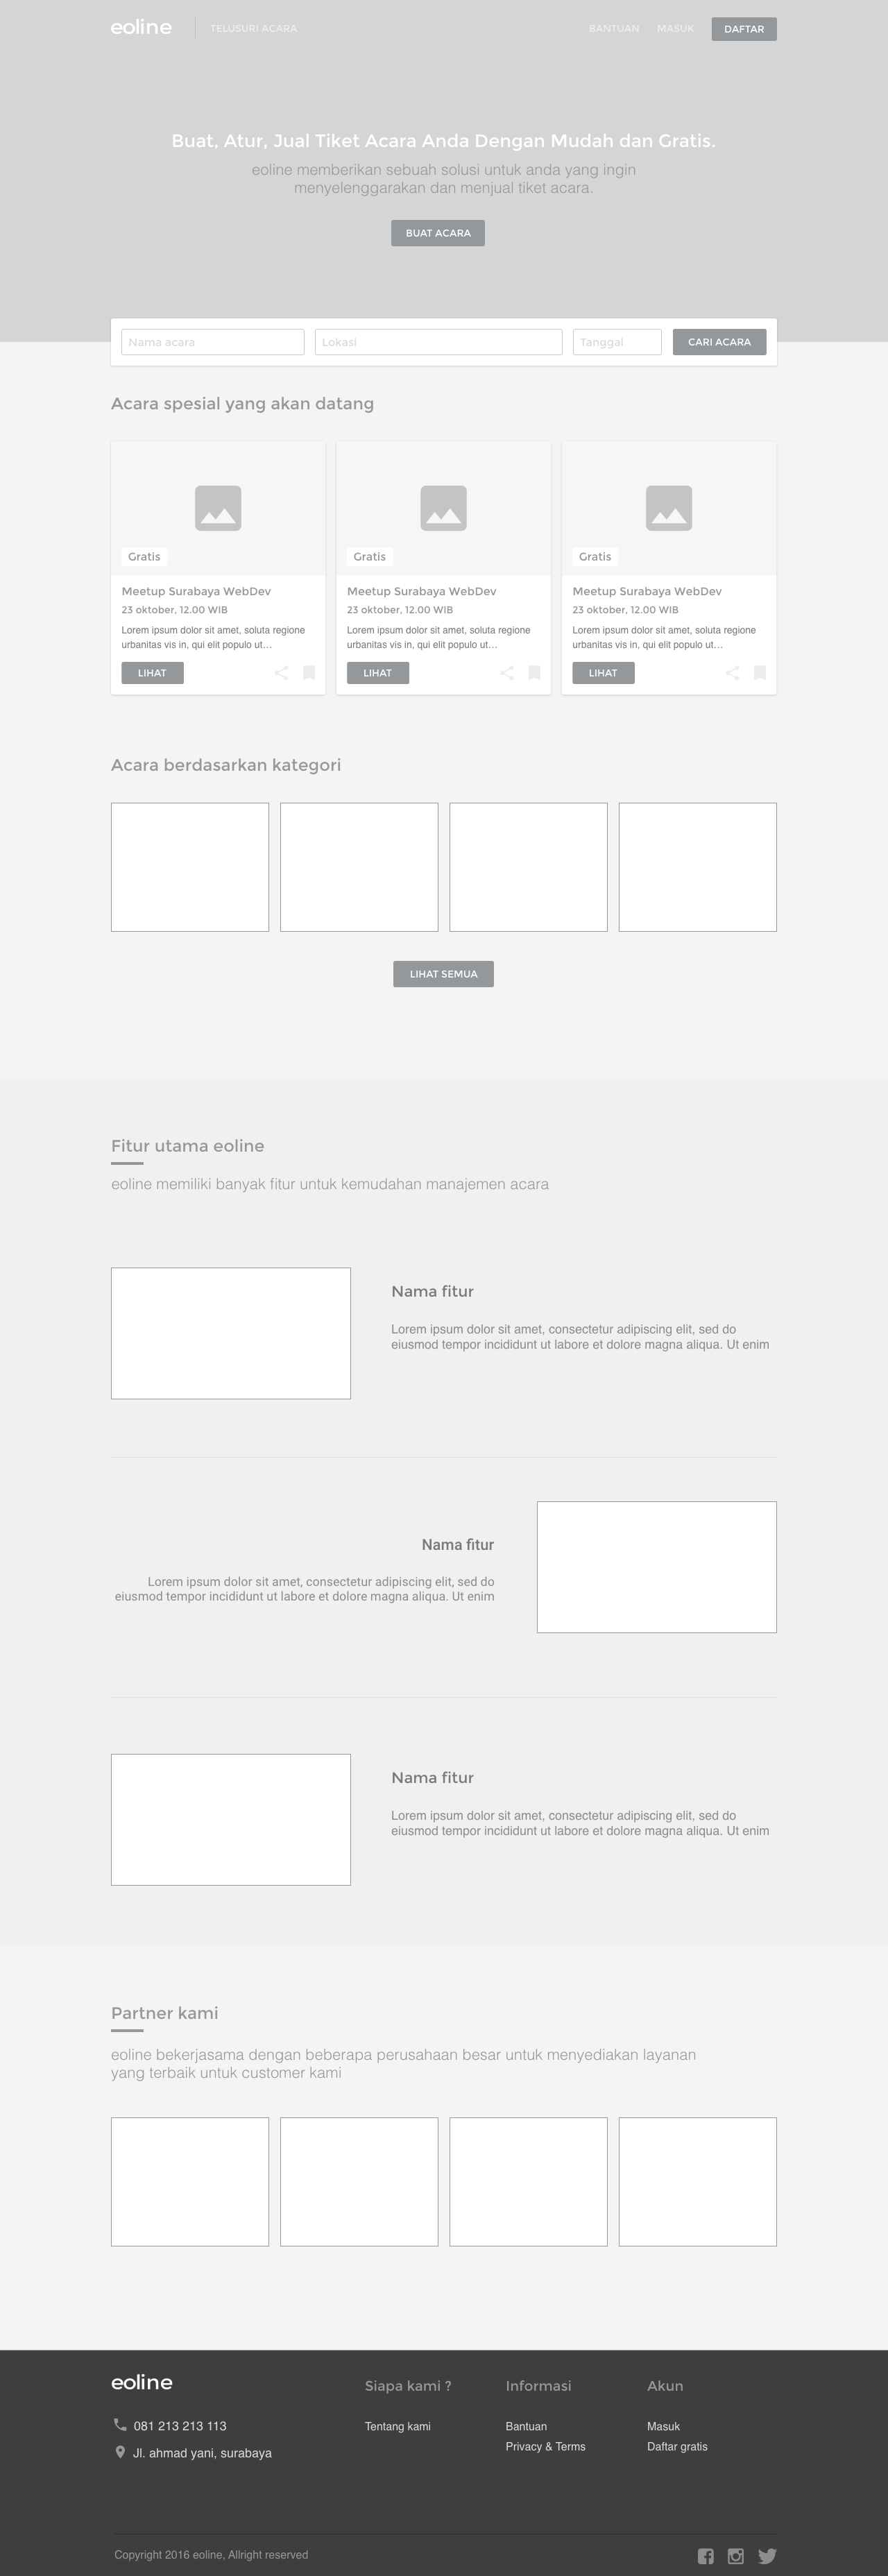 eoline
TELUSURI ACARA
BANTUAN
MASUK
DAFTAR
Buat, Atur, Jual Tiket Acara Anda Dengan Mudah dan Gratis.
eoline memberikan sebuah solusi untuk anda yang ingin
menyelenggarakan dan menjual tiket acara.
BUAT ACARA
Nama acara
Lokasi
Tanggal
CARI ACARA
Acara spesial yang akan datang
Gratis
Meetup Surabaya WebDev
23 oktober, 12.00 WIB
Lorem ipsum dolor sit amet, soluta regione
urbanitas vis in, qui elit populo ut...
LIHAT
Gratis
Meetup Surabaya WebDev
23 oktober, 12.00 WIB
Lorem ipsum dolor sit amet, soluta regione
urbanitas vis in, qui elit populo ut...
LIHAT
Gratis
Meetup Surabaya WebDev
23 oktober, 12.00 WIB
Lorem ipsum dolor sit amet, soluta regione
urbanitas vis in, qui elit populo ut...
LIHAT
Acara berdasarkan kategori
LIHAT SEMUA
Fitur utama eoline
eoline memiliki banyak fitur untuk kemudahan manajemen acara
Nama fitur
Lorem ipsum dolor sit amet, consectetur adipiscing elit, sed do
eiusmod tempor incididunt ut labore et dolore magna aliqua. Ut enim
Nama fitur
Lorem ipsum dolor sit amet, consectetur adipiscing elit, sed do
eiusmod tempor incididunt ut labore et dolore magna aliqua. Ut enim
Nama fitur
Lorem ipsum dolor sit amet, consectetur adipiscing elit, sed do
eiusmod tempor incididunt ut labore et dolore magna aliqua. Ut enim
Partner kami
eoline bekerjasama dengan beberapa perusahaan besar untuk menyediakan layanan
yang terbaik untuk customer kami
eoline
081 213 213 113
Jl. ahmad yani, surabaya
Siapa kami ?
Tentang kami
Informasi
Bantuan
Privacy & Terms
Akun
Masuk
Daftar gratis
Copyright 2016 eoline, Allright reserved